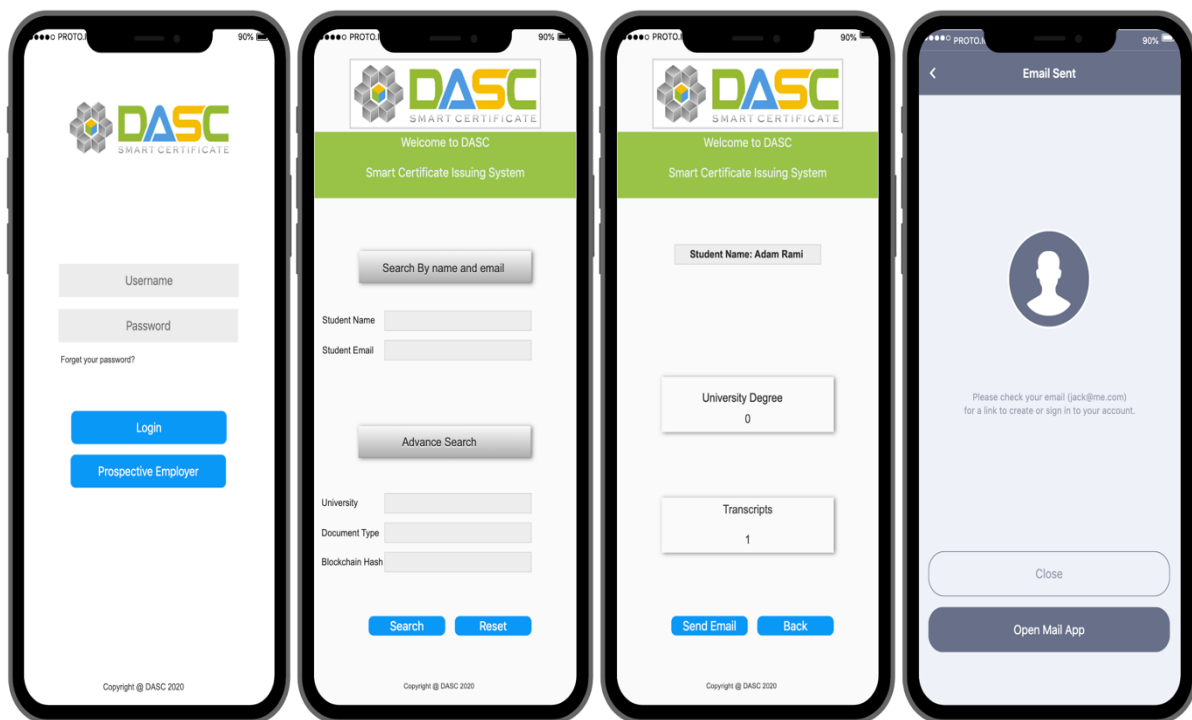 PROTO.I
90%
DASC
SMART CERTIFICATE
Username
Password
Forget your password?
Login
Prospective Employer
Copyright @ DASC 2020
PROTO.I
90%
DASC
SMART CERTIFICATE
Welcome to DASC
Smart Certificate Issuing System
Search By name and email
Student Name
Student Email
Advance Search
University
Document Type
Blockchain Hash
Search
Reset
Copyright @ DASC 2020
PROTO.I
90%
DASC
SMART CERTIFICATE
Welcome to DASC
Smart Certificate Issuing System
Student Name: Adam Rami
University Degree
0
Transcripts
1
Send Email
Back
Copyright @ DASC 2020
PROTO.I
90%
Email Sent
Please check your email (jack@me.com)
for a link to create or sign in to your account.
Close
Open Mail App